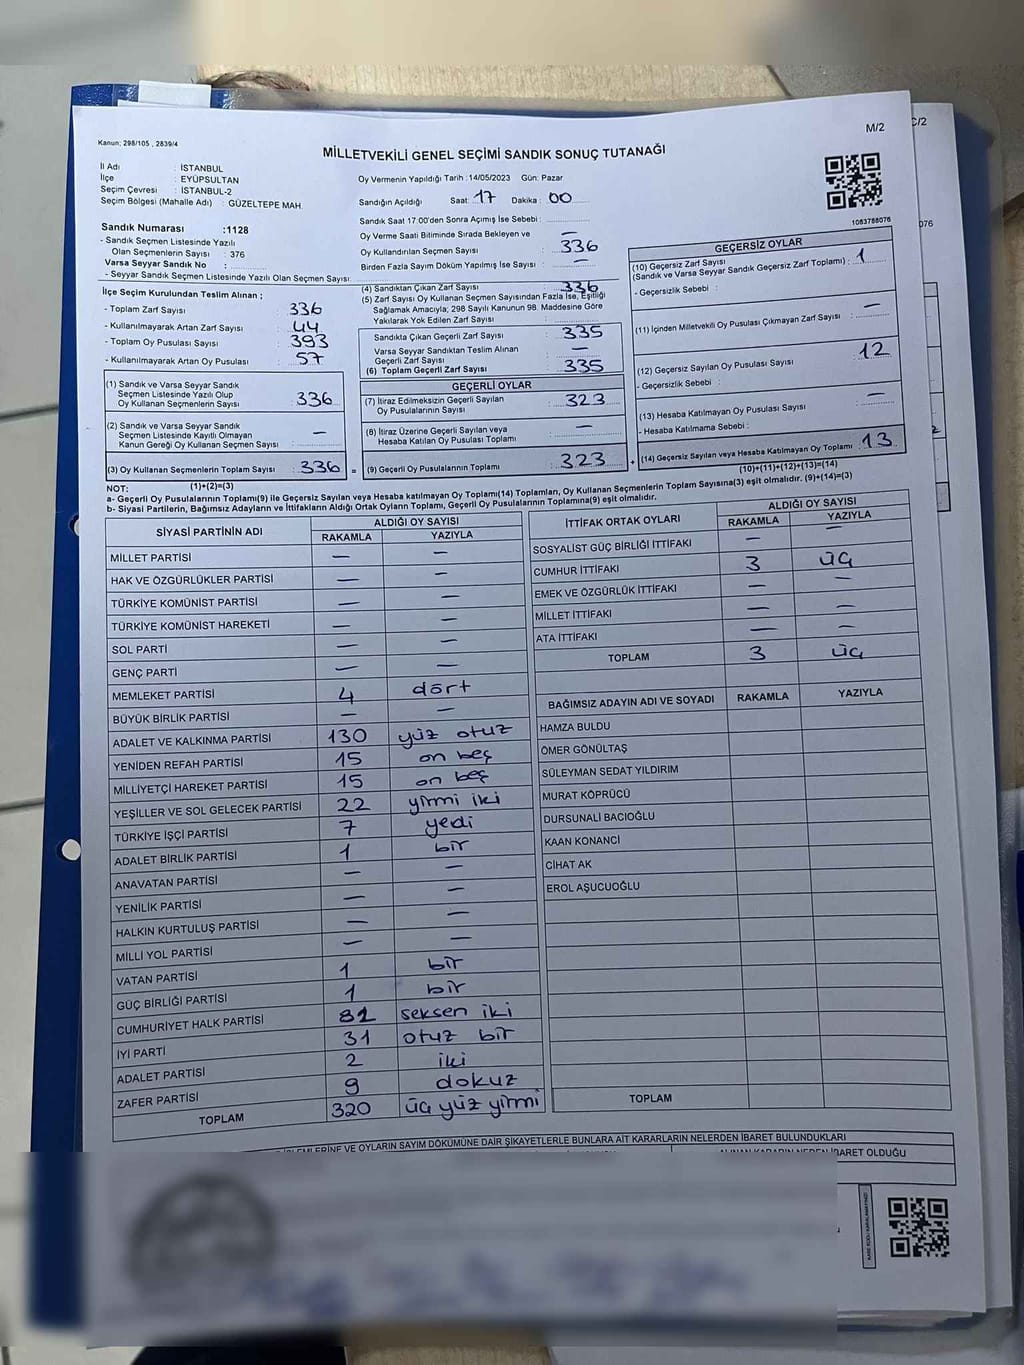 M/2
C/2
Kanun; 298/105 , 2839/4
MİLLETVEKİLİ GENEL SEÇİMİ SANDIK SONUÇ TUTANAĞI
İl Adı : İSTANBUL
İlçe : EYÜPSULTAN
Seçim Çevresi : İSTANBUL-2
Seçim Bölgesi (Mahalle Adı) : GÜZELTEPE MAH.
Oy Vermenin Yapıldığı Tarih :14/05/2023 Gün: Pazar
Sandığın Açıldığı Saat: 17 Dakika: 00
Sandık Saat 17:00'den Sonra Açımış İse Sebebi :
1063788076
076
Sandık Numarası :1128
- Sandık Seçmen Listesinde Yazılı
Olan Seçmenlerin Sayısı : 376
Varsa Seyyar Sandık No :
- Seyyar Sandık Seçmen Listesinde Yazılı Olan Seçmen Sayısı:
Oy Verme Saati Bitiminde Sırada Bekleyen ve —
Oy Kullandırılan Seçmen Sayısı : 336
Birden Fazla Sayım Döküm Yapılmış İse Sayısı : —
İlçe Seçim Kurulundan Teslim Alınan ;
- Toplam Zarf Sayısı : 336
- Kullanılmayarak Artan Zarf Sayısı : 44
- Toplam Oy Pusulası Sayısı : 393
- Kullanılmayarak Artan Oy Pusulası : 57
(1) Sandık ve Varsa Seyyar Sandık
Seçmen Listesinde Yazılı Olup
Oy Kullanan Seçmenlerin Sayısı : 336
(2) Sandık ve Varsa Seyyar Sandık
Seçmen Listesinde Kayıtlı Olmayan —
Kanun Gereği Oy Kullanan Seçmen Sayısı :
(3) Oy Kullanan Seçmenlerin Toplam Sayısı : 336 =
(1)+(2)=(3)
(4) Sandıktan Çıkan Zarf Sayısı : 336
(5) Zarf Sayısı Oy Kullanan Seçmen Sayısından Fazla İse, Eşitliği
Sağlamak Amacıyla; 298 Sayılı Kanunun 98. Maddesine Göre
Yakılarak Yok Edilen Zarf Sayısı :
Sandıkta Çıkan Geçerli Zarf Sayısı : 335
Varsa Seyyar Sandıktan Teslim Alınan
Geçerli Zarf Sayısı : —
(6) Toplam Geçerli Zarf Sayısı : 335
GEÇERLİ OYLAR
(7) İtiraz Edilmeksizin Geçerli Sayılan
Oy Pusulalarının Sayısı : 323
(8) İtiraz Üzerine Geçerli Sayılan veya
Hesaba Katılan Oy Pusulası Toplamı : —
(9) Geçerli Oy Pusulalarının Toplamı : 323 +
GEÇERSİZ OYLAR
(10) Geçersiz Zarf Sayısı
(Sandık ve Varsa Seyyar Sandık Geçersiz Zarf Toplamı) : 1
- Geçersizlik Sebebi :
(11) İçinden Milletvekili Oy Pusulası Çıkmayan Zarf Sayısı : —
(12) Geçersiz Sayılan Oy Pusulası Sayısı : 12
- Geçersizlik Sebebi :
(13) Hesaba Katılmayan Oy Pusulası Sayısı : —
- Hesaba Katılmama Sebebi :
(14) Geçersiz Sayılan veya Hesaba Katılmayan Oy Toplamı : 13
(10)+(11)+(12)+(13)=(14)
NOT:
a- Geçerli Oy Pusulalarının Toplamı(9) ile Geçersiz Sayılan veya Hesaba katılmayan Oy Toplamı(14) Toplamları, Oy Kullanan Seçmenlerin Toplam Sayısına(3) eşit olmalıdır. (9)+(14)=(3)
b- Siyasi Partilerin, Bağımsız Adayların ve İttifakların Aldığı Ortak Oyların Toplamı, Geçerli Oy Pusulalarının Toplamına(9) eşit olmalıdır.
SİYASİ PARTİNİN ADI ALDIĞI OY SAYISI
RAKAMLA YAZIYLA
MİLLET PARTİSİ — —
HAK VE ÖZGÜRLÜKLER PARTİSİ — —
TÜRKİYE KOMÜNİST PARTİSİ — —
TÜRKİYE KOMÜNİST HAREKETİ — —
SOL PARTİ — —
GENÇ PARTİ — —
MEMLEKET PARTİSİ 4 dört
BÜYÜK BİRLİK PARTİSİ — —
ADALET VE KALKINMA PARTİSİ 130 yüz otuz
YENİDEN REFAH PARTİSİ 15 on beş
MİLLİYETÇİ HAREKET PARTİSİ 15 on beş
YEŞİLLER VE SOL GELECEK PARTİSİ 22 yirmi iki
TÜRKİYE İŞÇİ PARTİSİ 7 yedi
ADALET BİRLİK PARTİSİ 1 bir
ANAVATAN PARTİSİ — —
YENİLİK PARTİSİ — —
HALKIN KURTULUŞ PARTİSİ — —
MİLLİ YOL PARTİSİ — —
VATAN PARTİSİ 1 bir
GÜÇ BİRLİĞİ PARTİSİ 1 bir
CUMHURİYET HALK PARTİSİ 82 seksen iki
İYİ PARTİ 31 otuz bir
ADALET PARTİSİ 2 iki
ZAFER PARTİSİ 9 dokuz
TOPLAM 320 üç yüz yirmi
İTTİFAK ORTAK OYLARI ALDIĞI OY SAYISI
RAKAMLA YAZIYLA
SOSYALİST GÜÇ BİRLİĞİ İTTİFAKI — —
CUMHUR İTTİFAKI 3 üç
EMEK VE ÖZGÜRLÜK İTTİFAKI — —
MİLLET İTTİFAKI — —
ATA İTTİFAKI — —
TOPLAM 3 üç
BAĞIMSIZ ADAYIN ADI VE SOYADI RAKAMLA YAZIYLA
HAMZA BULDU
ÖMER GÖNÜLTAŞ
SÜLEYMAN SEDAT YILDIRIM
MURAT KÖPRÜCÜ
DURSUNALİ BACIOĞLU
KAAN KONANCİ
CİHAT AK
EROL AŞUCUOĞLU
TOPLAM
İŞLEMLERİNE VE OYLARIN SAYIM DÖKÜMÜNE DAİR ŞİKAYETLERLE BUNLARA AİT KARARLARIN NELERDEN İBARET BULUNDUKLARI
ALINAN KARARIN NEDEN İBARET OLDUĞU